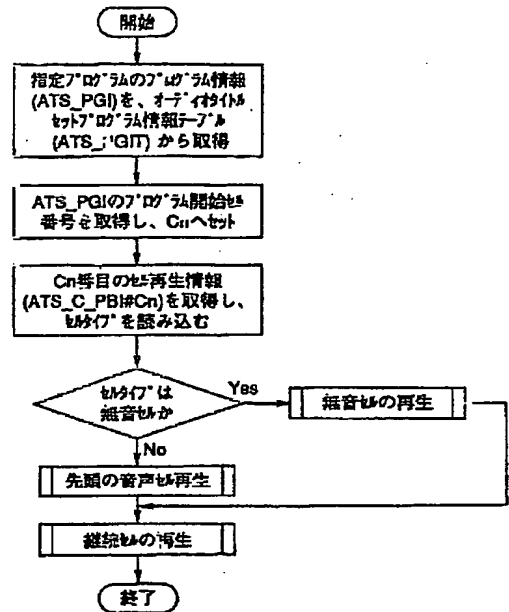 開始
指定ﾌﾟﾛｸﾞﾗﾑのﾌﾟﾛｸﾞﾗﾑ情報
(ATS_PGI)を、ｵｰﾃﾞｨｵﾀｲﾄﾙ
ｾｯﾄﾌﾟﾛｸﾞﾗﾑ情報ﾃｰﾌﾞﾙ
から取得
ATS_PGIのﾌﾟﾛｸﾞﾗﾑ開始ｾﾙ
番号を取得し、Cnへｾｯﾄ
Cn番目のｾﾙ再生情報
(ATS_C_PBI#Cn)を取得し、
ｾﾙﾀｲﾌﾟを読み込む
ｾﾙﾀｲﾌﾟは
無音ｾﾙか
Yes
無音ｾﾙの再生
No
先頭の音声ｾﾙ再生
継続ｾﾙの再生
終了